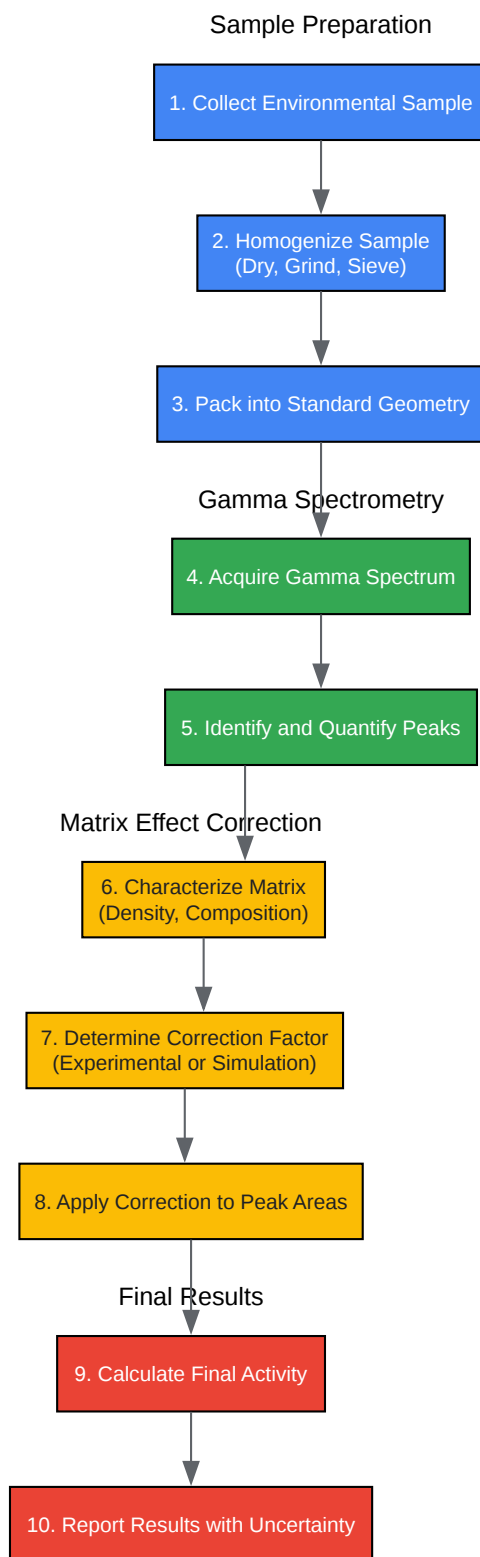 Sample Preparation
1. Collect Environmental Sample
2. Homogenize Sample
(Dry, Grind, Sieve)
3. Pack into Standard Geometry
Gamma Spectrometry
4. Acquire Gamma Spectrum
5. Identify and Quantify Peaks
Matrix Effect Correction
6. Characterize Matrix
(Density, Composition)
7. Determine Correction Factor
(Experimental or Simulation)
8. Apply Correction to Peak Areas
Final Results
9. Calculate Final Activity
10. Report Results with Uncertainty